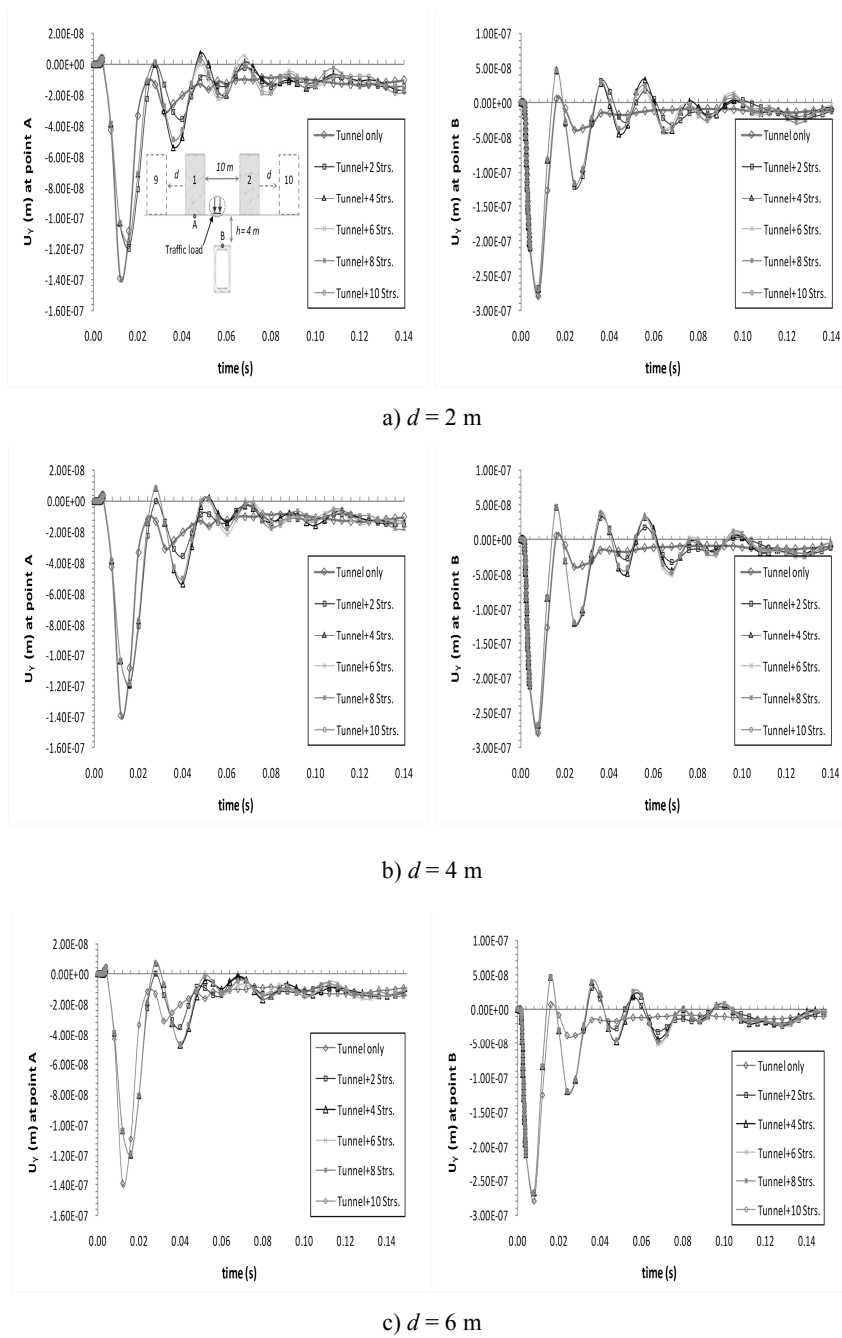 2.00E-08
0.00E+00
-2.00E-08
-4.00E-08
-6.00E-08
-8.00E-08
-1.00E-07
-1.20E-07
-1.40E-07
-1.60E-07
U_Y (m) at point A
0.00 0.02 0.04 0.06 0.08 0.10 0.12 0.14
time (s)
9
d
1
10 m
2
d
10
A
B
h= 4 m
Traffic load
Tunnel only
Tunnel+2 Strs.
Tunnel+4 Strs.
Tunnel+6 Strs.
Tunnel+8 Strs.
Tunnel+10 Strs.
1.00E-07
5.00E-08
0.00E+00
-5.00E-08
-1.00E-07
-1.50E-07
-2.00E-07
-2.50E-07
-3.00E-07
U_Y (m) at point B
0.00 0.02 0.04 0.06 0.08 0.10 0.12 0.14
time (s)
Tunnel only
Tunnel+2 Strs.
Tunnel+4 Strs.
Tunnel+6 Strs.
Tunnel+8 Strs.
Tunnel+10 Strs.
a) d = 2 m
2.00E-08
0.00E+00
-2.00E-08
-4.00E-08
-6.00E-08
-8.00E-08
-1.00E-07
-1.20E-07
-1.40E-07
-1.60E-07
U_Y (m) at point A
0.00 0.02 0.04 0.06 0.08 0.10 0.12 0.14
time (s)
Tunnel only
Tunnel+2 Strs.
Tunnel+4 Strs.
Tunnel+6 Strs.
Tunnel+8 Strs.
Tunnel+10 Strs.
1.00E-07
5.00E-08
0.00E+00
-5.00E-08
-1.00E-07
-1.50E-07
-2.00E-07
-2.50E-07
-3.00E-07
U_Y (m) at point B
0.00 0.02 0.04 0.06 0.08 0.10 0.12 0.14
time (s)
Tunnel only
Tunnel+2 Strs.
Tunnel+4 Strs.
Tunnel+6 Strs.
Tunnel+8 Strs.
Tunnel+10 Strs.
b) d = 4 m
2.00E-08
0.00E+00
-2.00E-08
-4.00E-08
-6.00E-08
-8.00E-08
-1.00E-07
-1.20E-07
-1.40E-07
-1.60E-07
U_Y (m) at point A
0.00 0.02 0.04 0.06 0.08 0.10 0.12 0.14
time (s)
Tunnel only
Tunnel+2 Strs.
Tunnel+4 Strs.
Tunnel+6 Strs.
Tunnel+8 Strs.
Tunnel+10 Strs.
1.00E-07
5.00E-08
0.00E+00
-5.00E-08
-1.00E-07
-1.50E-07
-2.00E-07
-2.50E-07
-3.00E-07
U_Y (m) at point B
0.00 0.02 0.04 0.06 0.08 0.10 0.12 0.14
time (s)
Tunnel only
Tunnel+2 Strs.
Tunnel+4 Strs.
Tunnel+6 Strs.
Tunnel+8 Strs.
Tunnel+10 Strs.
c) d = 6 m